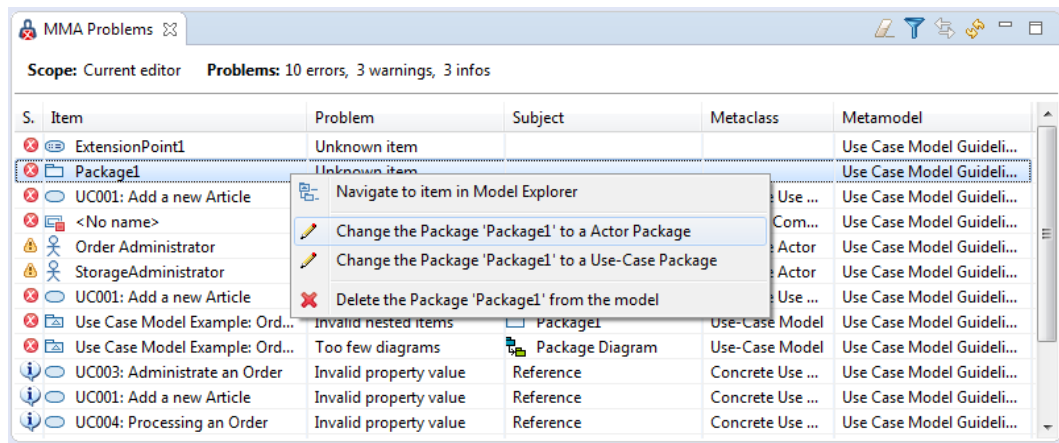 MMA Problems
Scope: Current editor Problems: 10 errors, 3 warnings, 3 infos
S. Item Problem Subject Metaclass Metamodel
ExtensionPoint1 Unknown item Use Case Model Guideli...
Package1 Unknown item Use Case Model Guideli...
Navigate to item in Model Explorer
Change the Package 'Package1' to a Actor Package
Change the Package 'Package1' to a Use-Case Package
Delete the Package 'Package1' from the model
UC001: Add a new Article Use ... Use Case Model Guideli...
<No name> Com... Use Case Model Guideli...
Order Administrator Actor Use Case Model Guideli...
StorageAdministrator Actor Use Case Model Guideli...
UC001: Add a new Article Use ... Use Case Model Guideli...
Use Case Model Example: Ord... Invalid nested items Package1 Use-Case Model Use Case Model Guideli...
Use Case Model Example: Ord... Too few diagrams Package Diagram Use-Case Model Use Case Model Guideli...
UC003: Administrate an Order Invalid property value Reference Concrete Use ... Use Case Model Guideli...
UC001: Add a new Article Invalid property value Reference Concrete Use ... Use Case Model Guideli...
UC004: Processing an Order Invalid property value Reference Concrete Use ... Use Case Model Guideli...